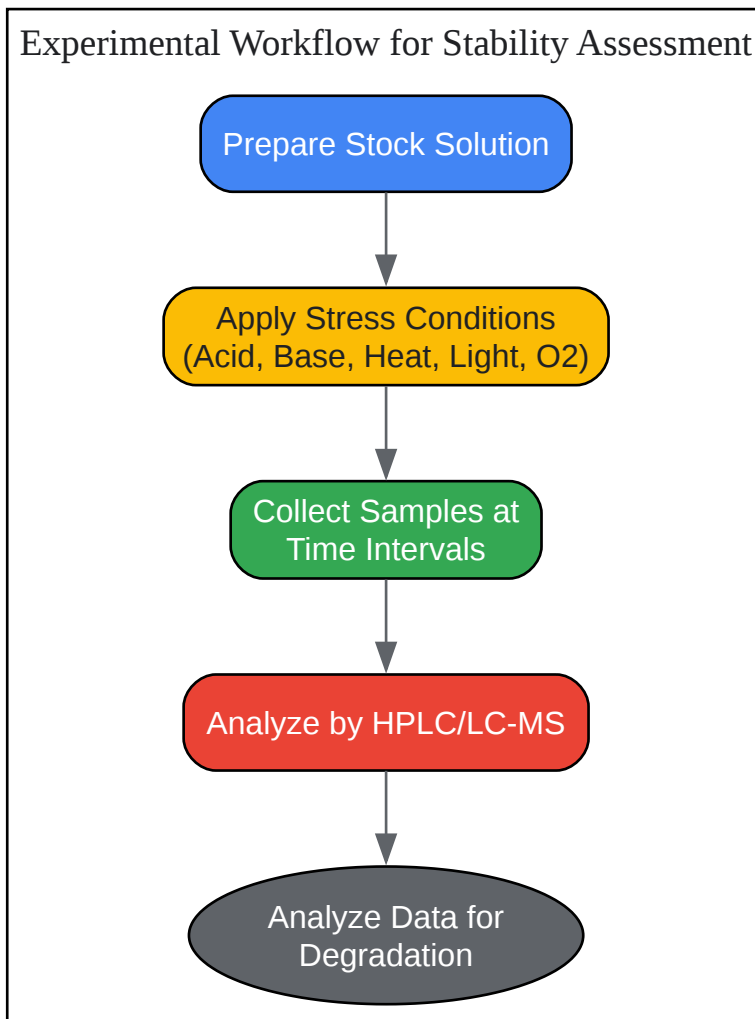 Experimental Workflow for Stability Assessment
Prepare Stock Solution
Apply Stress Conditions
(Acid, Base, Heat, Light, O2)
Collect Samples at
Time Intervals
Analyze by HPLC/LC-MS
Analyze Data for
Degradation